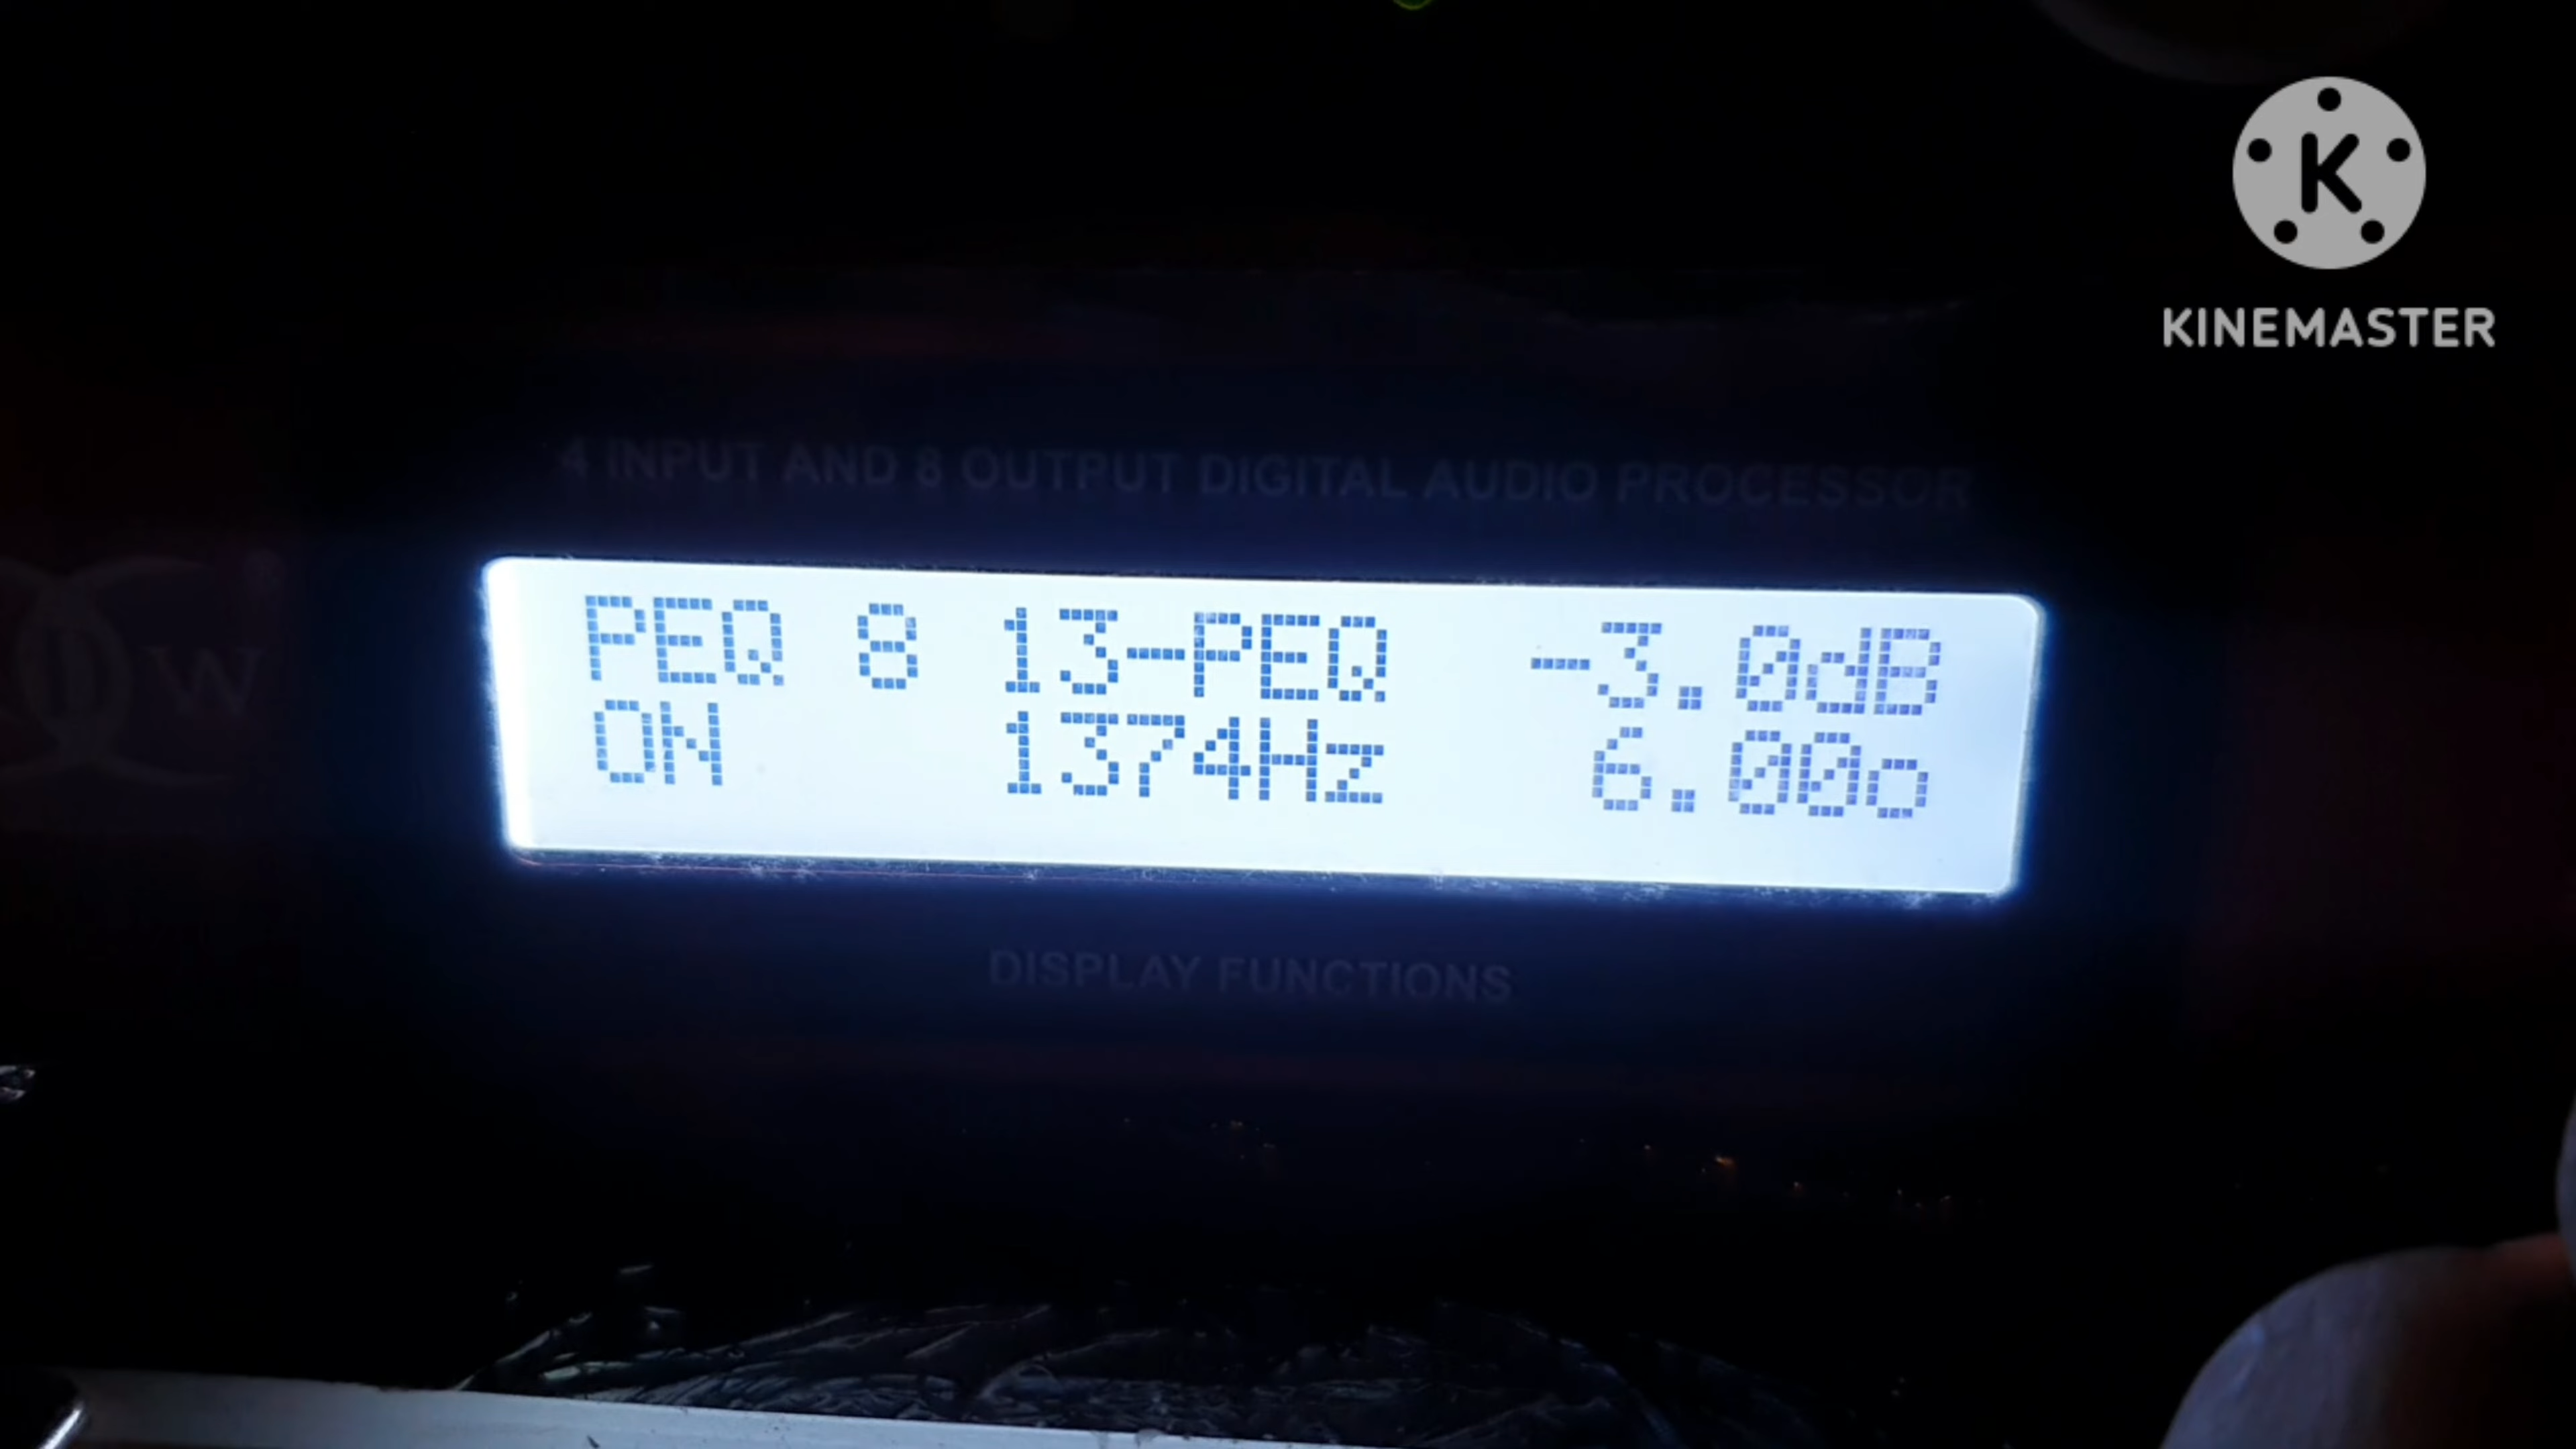 K
KINEMASTER
4 INPUT AND 8 OUTPUT DIGITAL AUDIO PROCESSOR
PEQ 8 13-PEQ -3.0dB
ON 1374Hz 6.00o
W
DISPLAY FUNCTIONS